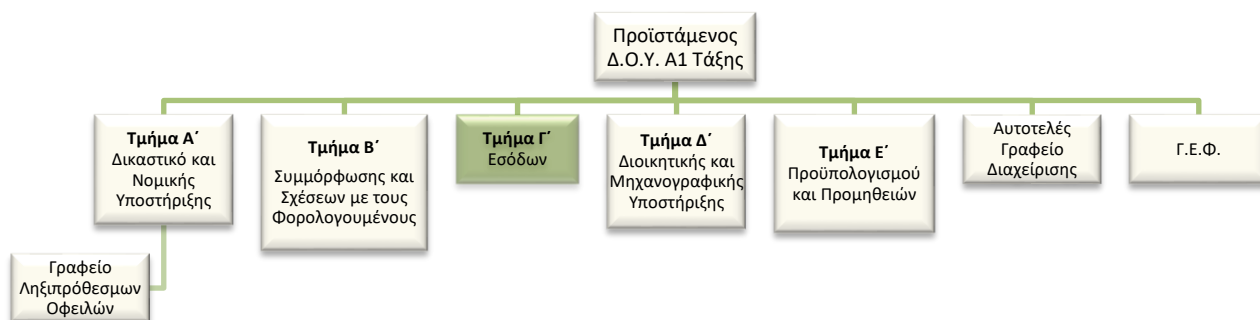 Προϊστάμενος
Δ.Ο.Υ. Α1 Τάξης
Τμήμα Α΄
Δικαστικό και
Νομικής
Υποστήριξης
Τμήμα Β΄
Συμμόρφωσης και
Σχέσεων με τους
Φορολογουμένους
Τμήμα Γ΄
Εσόδων
Τμήμα Δ΄
Διοικητικής και
Μηχανογραφικής
Υποστήριξης
Τμήμα Ε΄
Προϋπολογισμού
και Προμηθειών
Αυτοτελές
Γραφείο
Διαχείρισης
Γ.Ε.Φ.
Γραφείο
Ληξιπρόθεσμων
Οφειλών